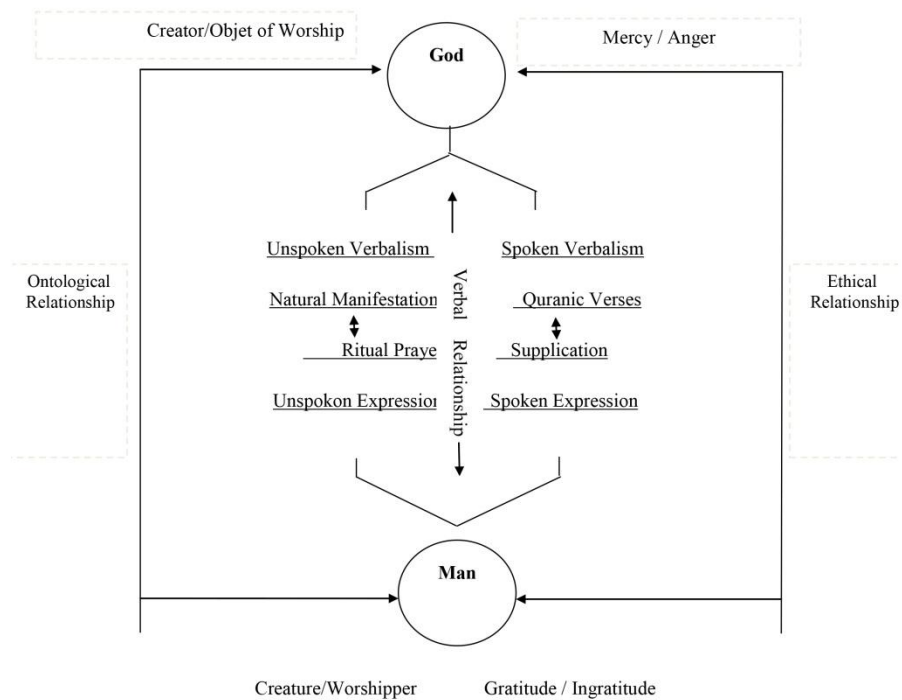 Creator/Objet of Worship
Mercy / Anger
God
Unspoken Verbalism
Spoken Verbalism
Ontological
Relationship
Ethical
Relationship
Natural Manifestation
Quranic Verses
Verbal Relationship
Ritual Praye
Supplication
Unspokon Expression
Spoken Expression
Man
Creature/Worshipper
Gratitude / Ingratitude